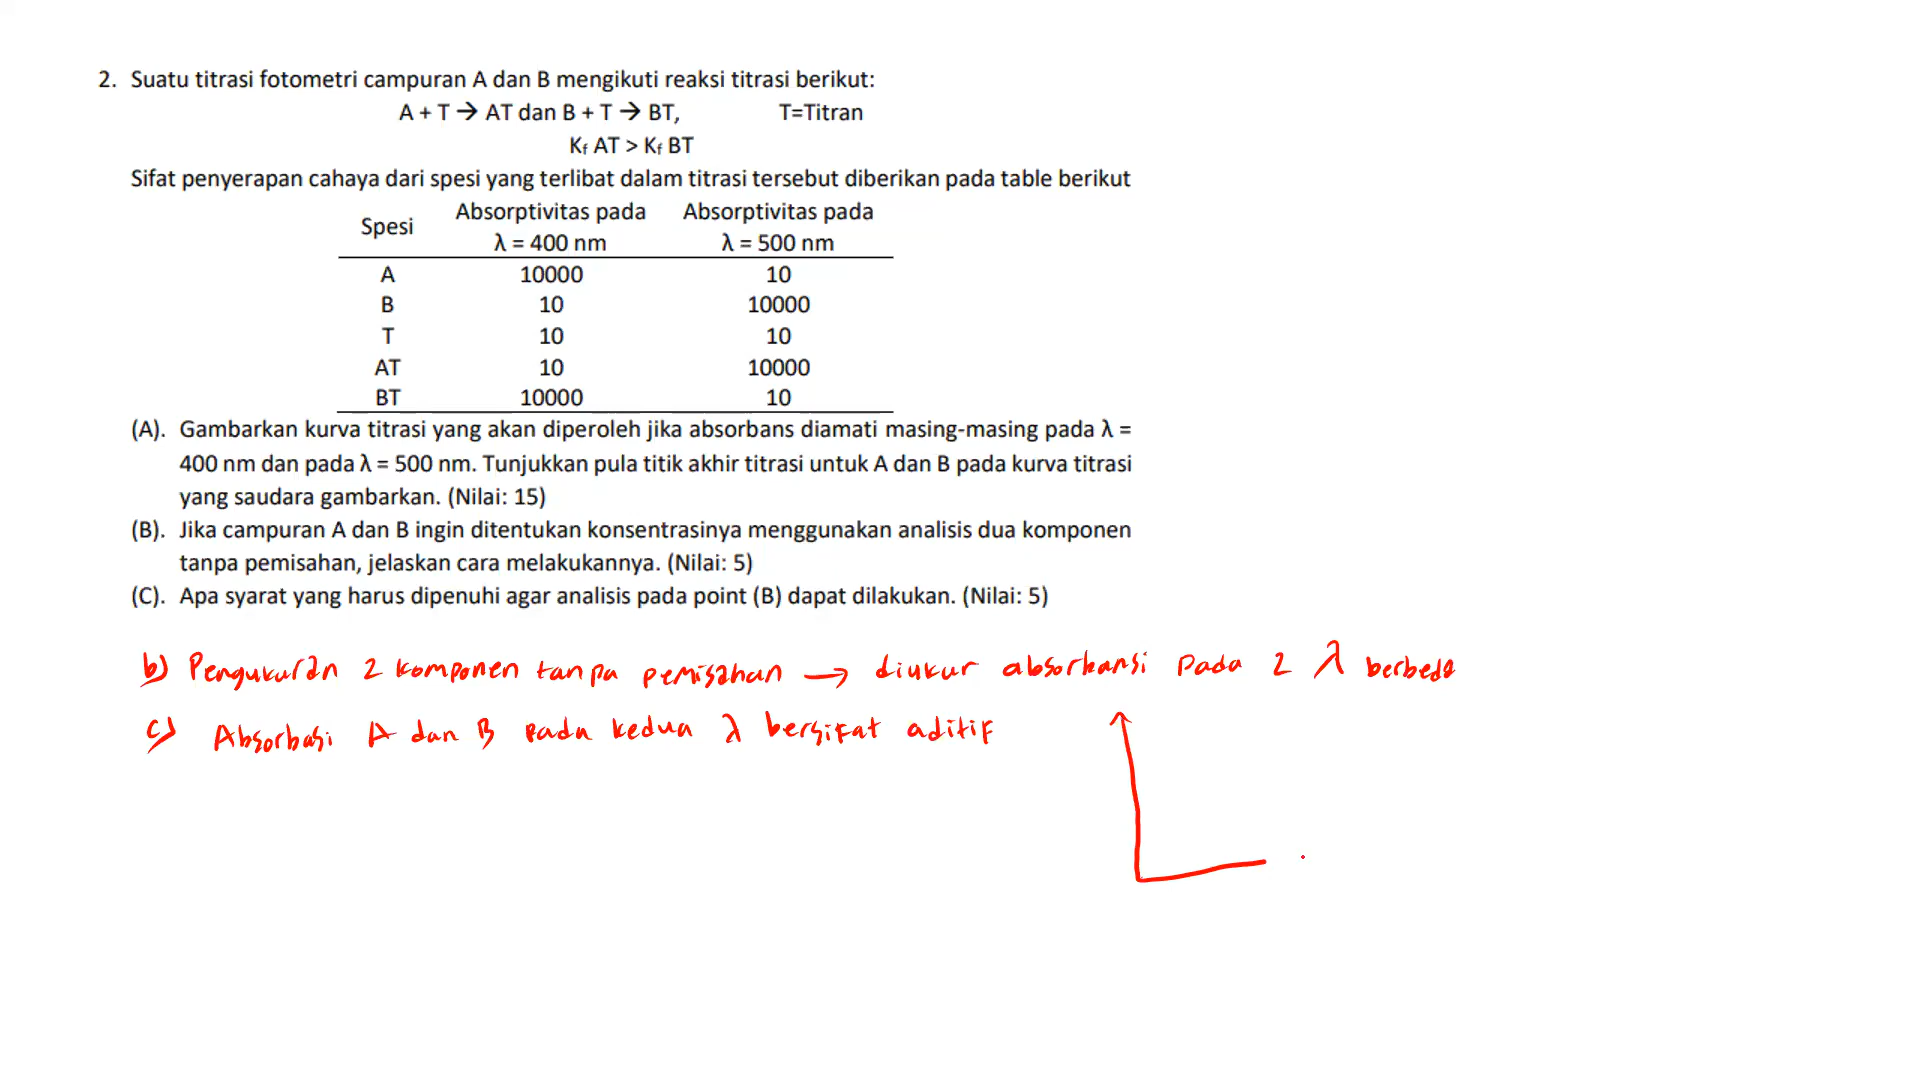 2. Suatu titrasi fotometri campuran A dan B mengikuti reaksi titrasi berikut:
A + T → AT dan B + T → BT, T=Titran
Kf AT > Kf BT
Sifat penyerapan cahaya dari spesi yang terlibat dalam titrasi tersebut diberikan pada table berikut
Spesi Absorptivitas pada λ = 400 nm Absorptivitas pada λ = 500 nm
A 10000 10
B 10 10000
T 10 10
AT 10 10000
BT 10000 10
(A). Gambarkan kurva titrasi yang akan diperoleh jika absorbans diamati masing-masing pada λ =
400 nm dan pada λ = 500 nm. Tunjukkan pula titik akhir titrasi untuk A dan B pada kurva titrasi
yang saudara gambarkan. (Nilai: 15)
(B). Jika campuran A dan B ingin ditentukan konsentrasinya menggunakan analisis dua komponen
tanpa pemisahan, jelaskan cara melakukannya. (Nilai: 5)
(C). Apa syarat yang harus dipenuhi agar analisis pada point (B) dapat dilakukan. (Nilai: 5)
b) Pengukuran 2 komponen tanpa pemisahan → diukur absorbansi pada 2 λ berbeda
c) Absorbasi A dan B pada kedua λ bersifat aditif